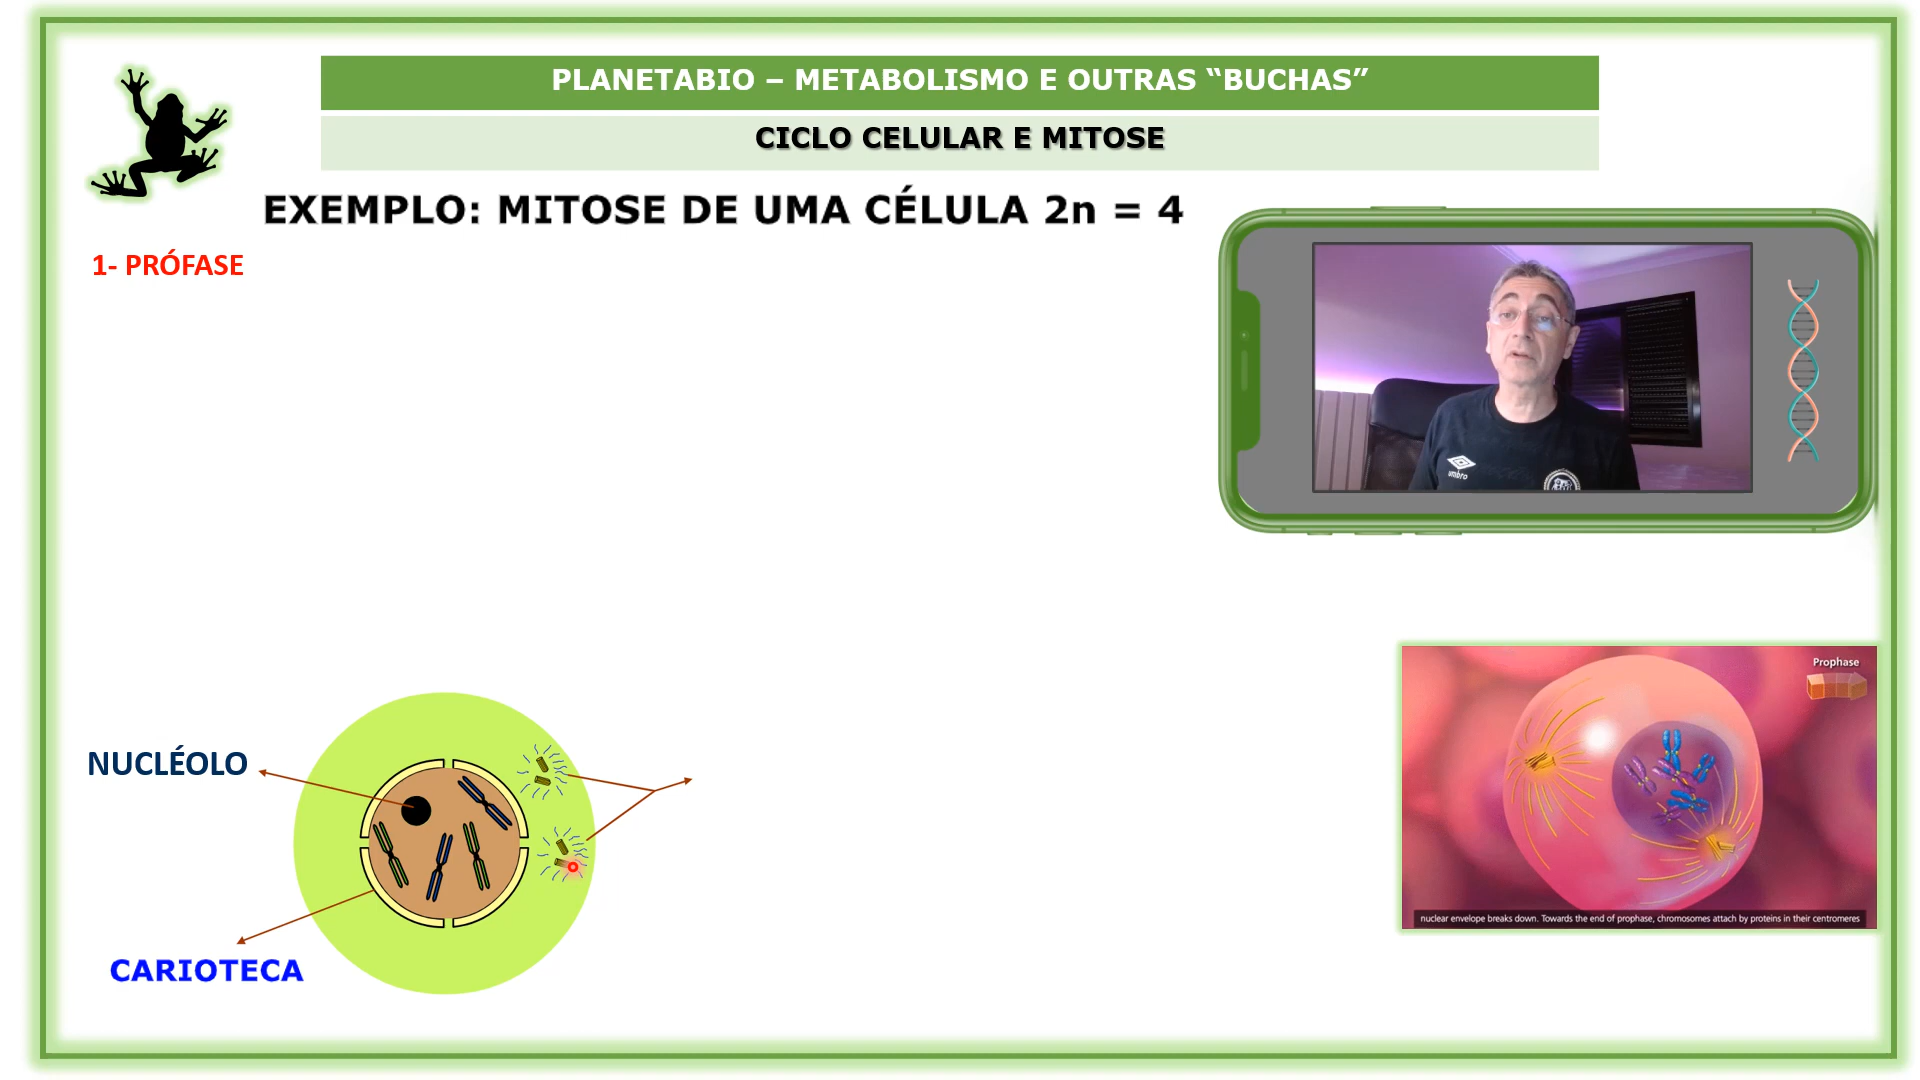 PLANETABIO – METABOLISMO E OUTRAS “BUCHAS”
CICLO CELULAR E MITOSE
EXEMPLO: MITOSE DE UMA CÉLULA 2n = 4
1- PRÓFASE
umbro
Prophase
NUCLÉOLO
nuclear envelope breaks down. Towards the end of prophase, chromosomes attach by proteins in their centromeres
CARIOTECA